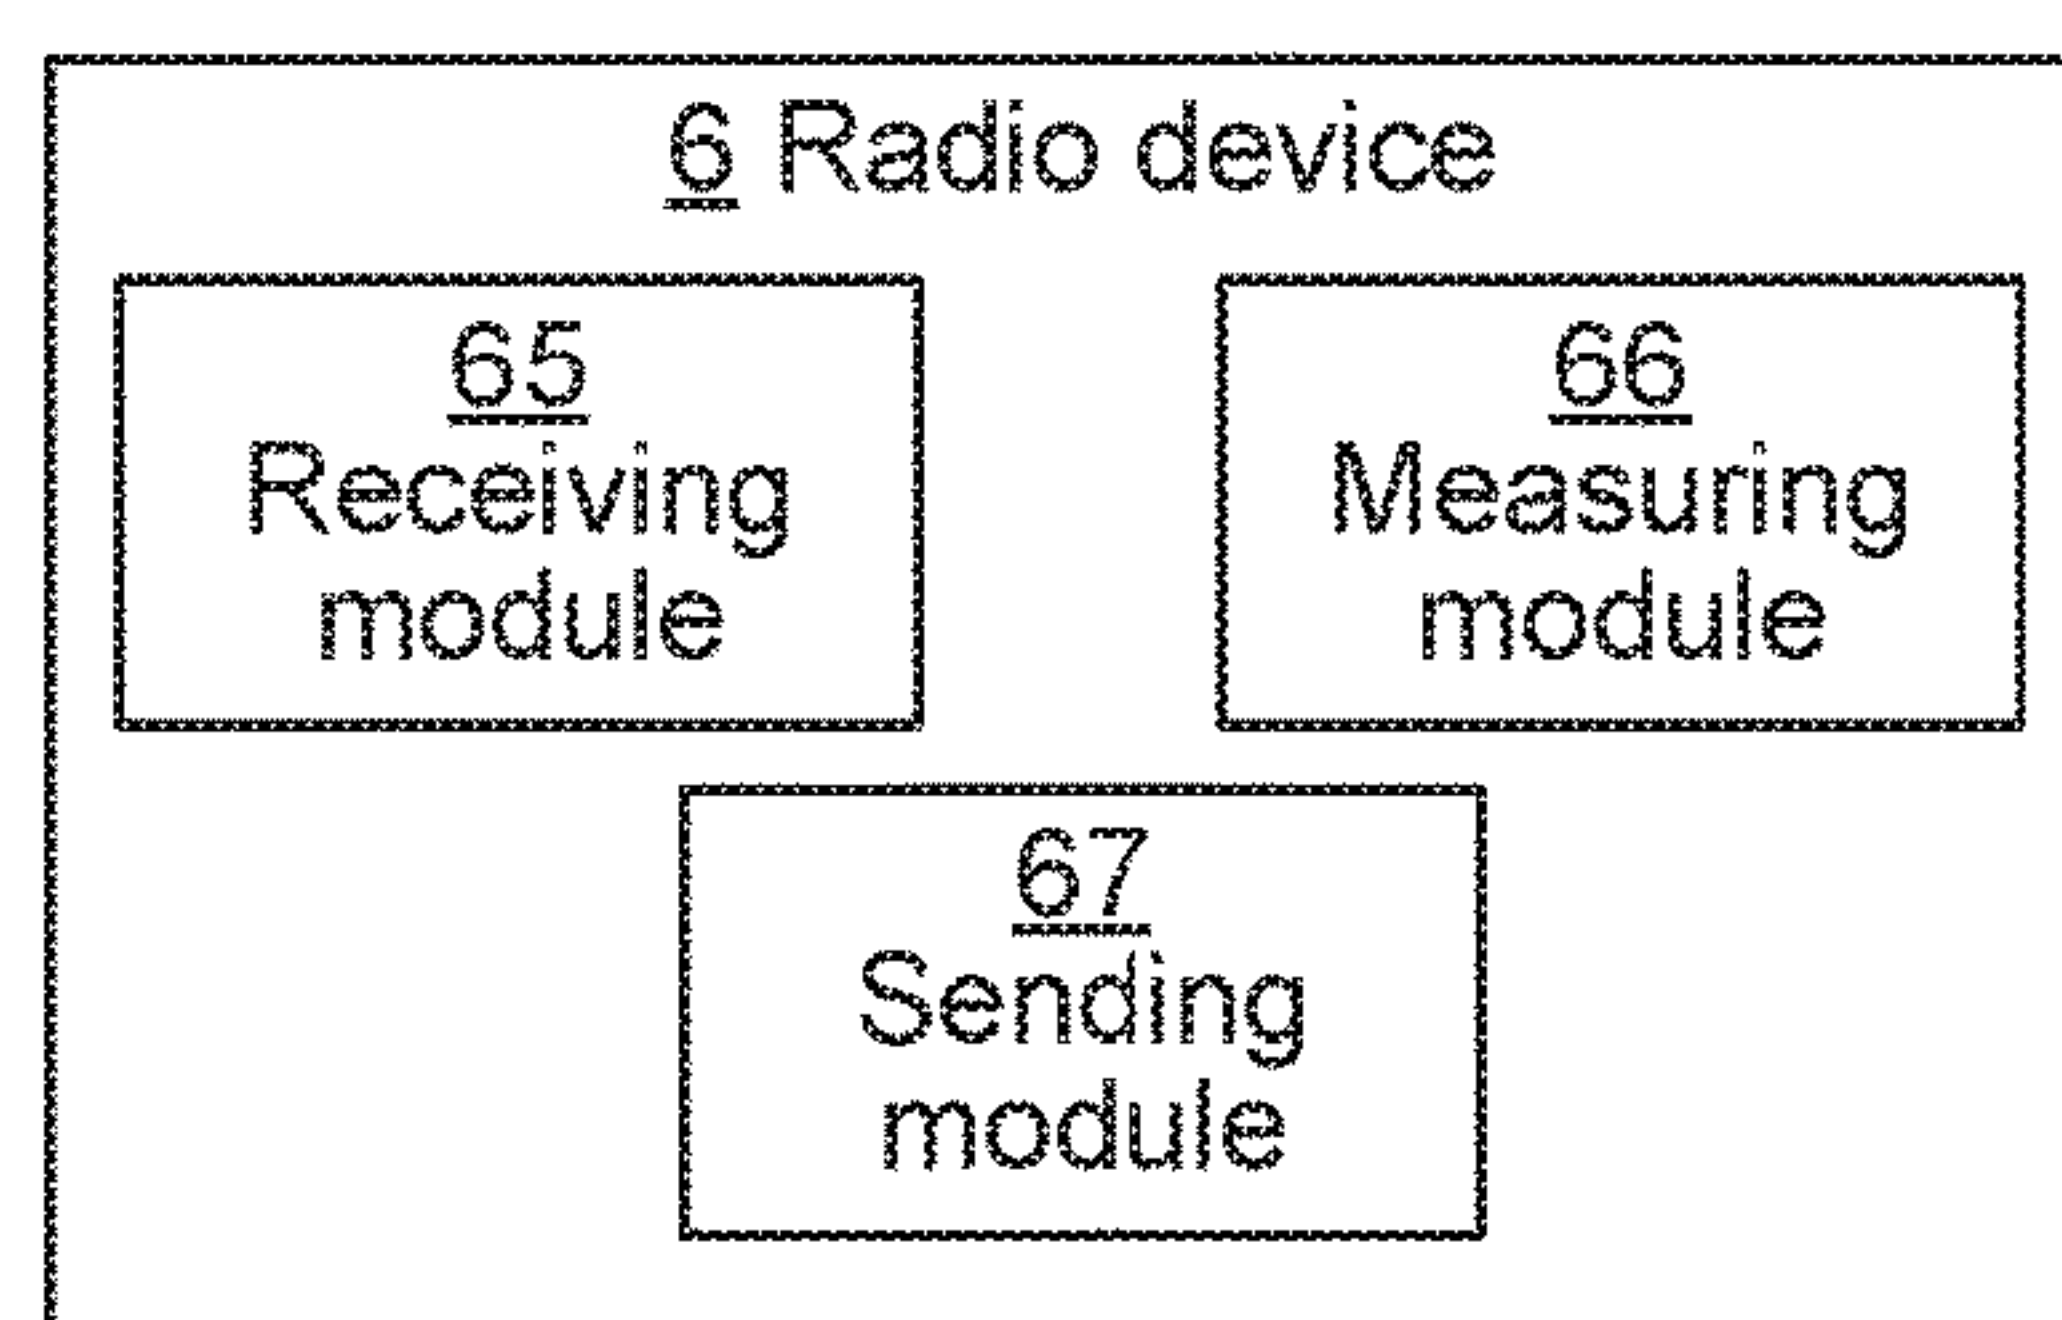 6 Radio device
65
Receiving
module
66
Measuring
module
67
Sending
module